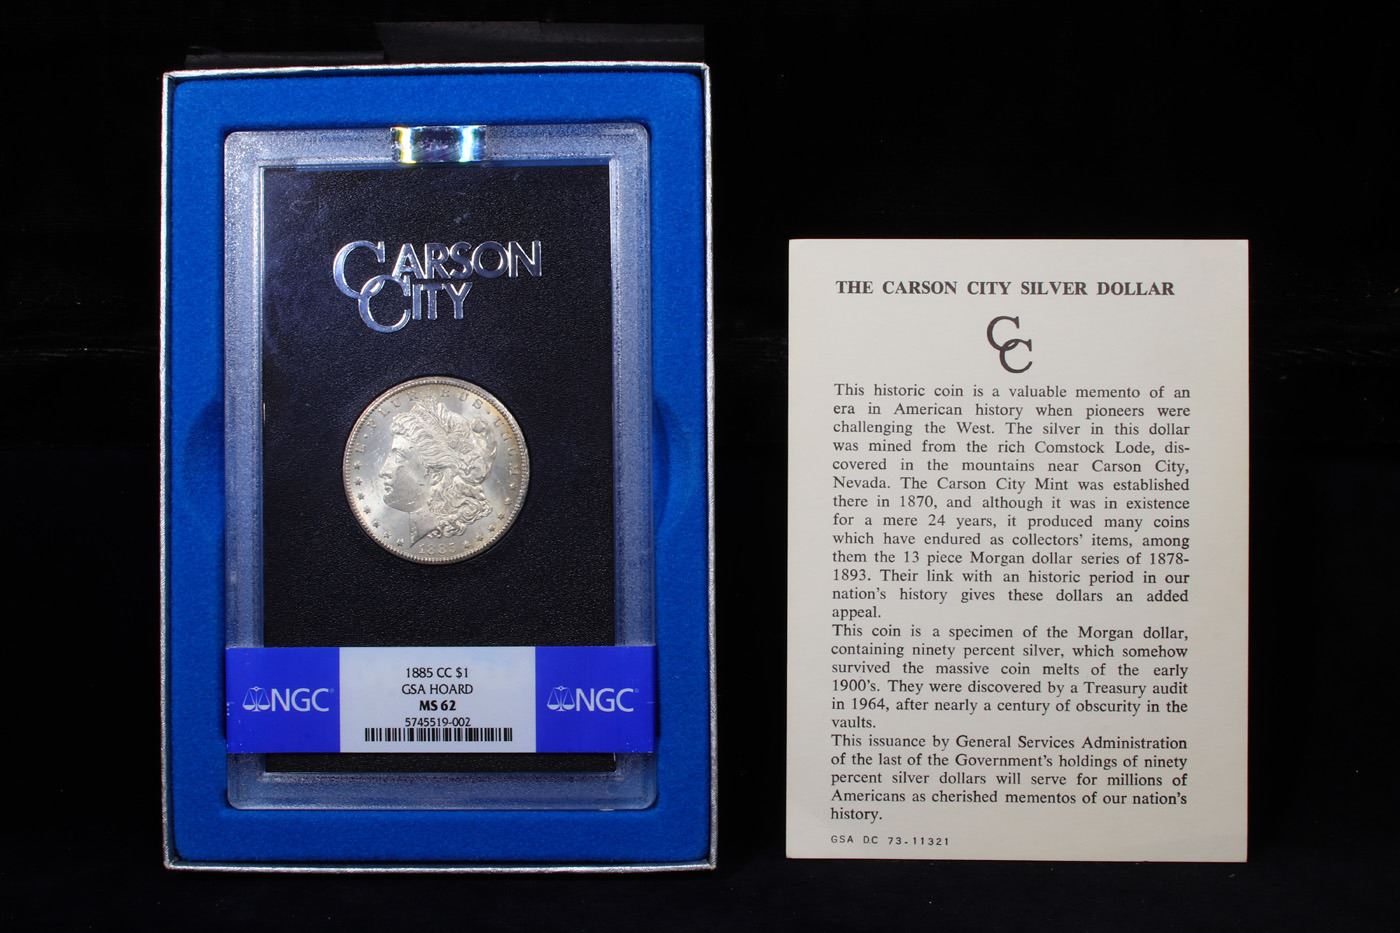 CARSON
CITY
E·PLURIBUS·UNUM
1885
1885 CC $1
GSA HOARD
MS 62
5745519-002
NGC
NGC
THE CARSON CITY SILVER DOLLAR
CC
This historic coin is a valuable memento of an
era in American history when pioneers were
challenging the West. The silver in this dollar
was mined from the rich Comstock Lode, dis-
covered in the mountains near Carson City,
Nevada. The Carson City Mint was established
there in 1870, and although it was in existence
for a mere 24 years, it produced many coins
which have endured as collectors' items, among
them the 13 piece Morgan dollar series of 1878-
1893. Their link with an historic period in our
nation's history gives these dollars an added
appeal.
This coin is a specimen of the Morgan dollar,
containing ninety percent silver, which somehow
survived the massive coin melts of the early
1900's. They were discovered by a Treasury audit
in 1964, after nearly a century of obscurity in the
vaults.
This issuance by General Services Administration
of the last of the Government's holdings of ninety
percent silver dollars will serve for millions of
Americans as cherished mementos of our nation's
history.
GSA DC 73-11321